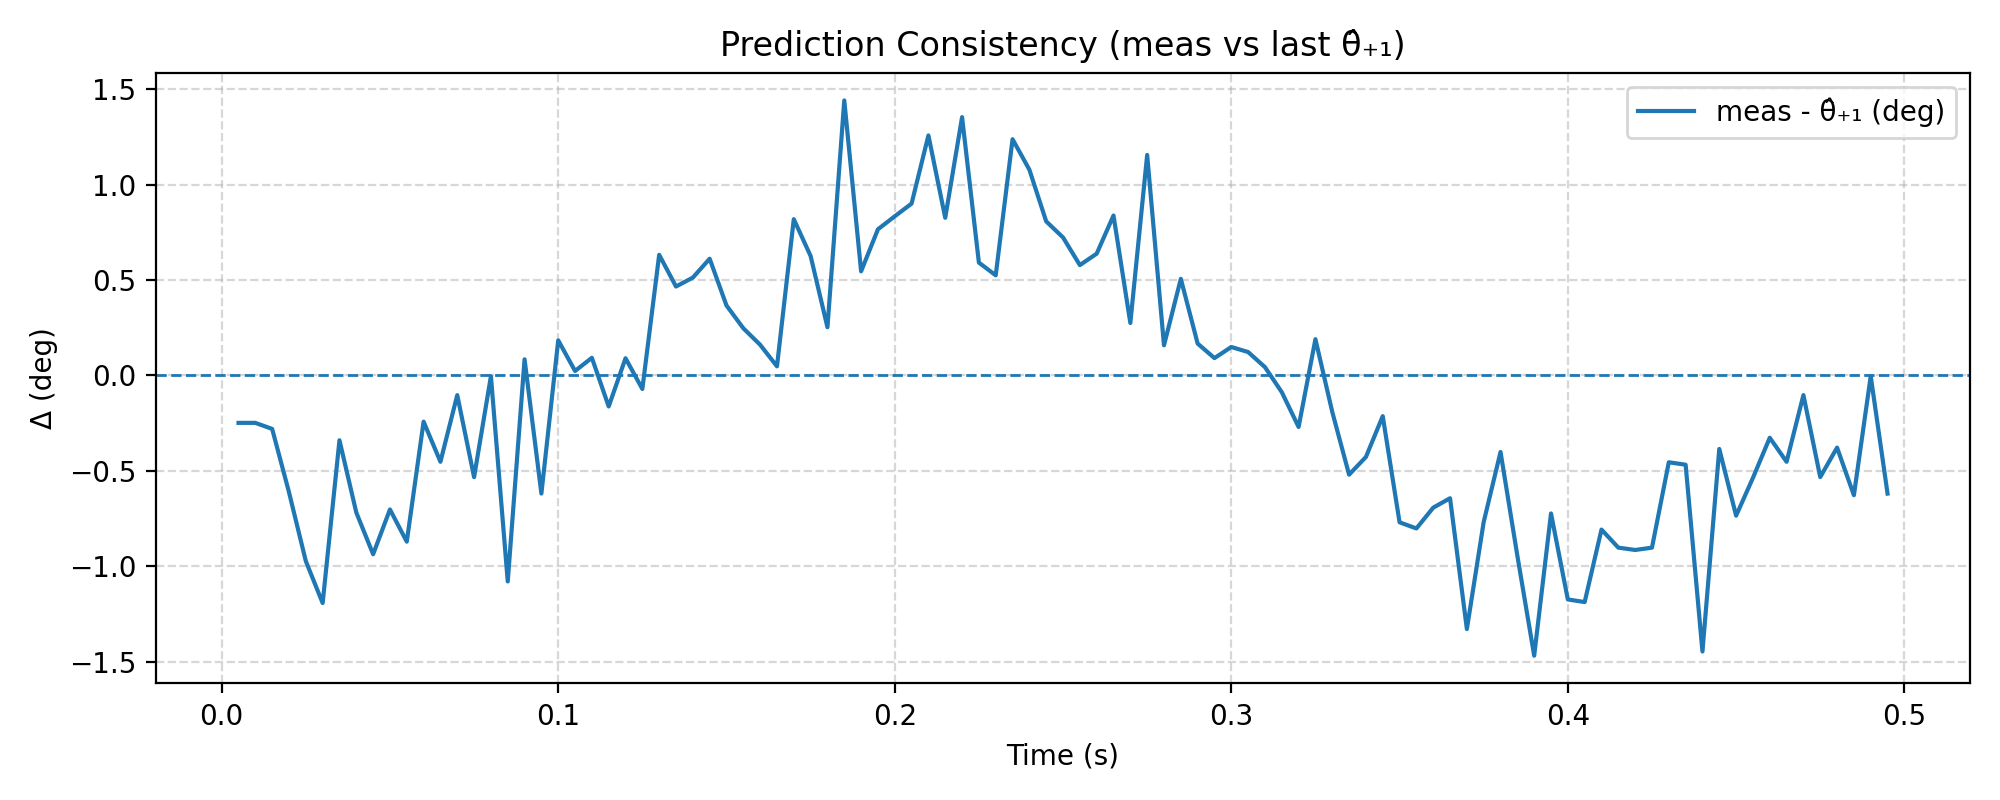 Prediction Consistency (meas vs last θ̂₊₁)
meas - θ̂₊₁ (deg)
Δ (deg)
1.5
1.0
0.5
0.0
−0.5
−1.0
−1.5
0.0 0.1 0.2 0.3 0.4 0.5
Time (s)